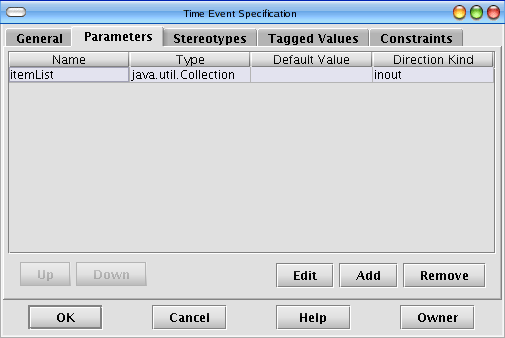 Time Event Specification
General Parameters Stereotypes Tagged Values Constraints
Name Type Default Value Direction Kind
itemList java.util.Collection inout
Up Down Edit Add Remove
OK Cancel Help Owner